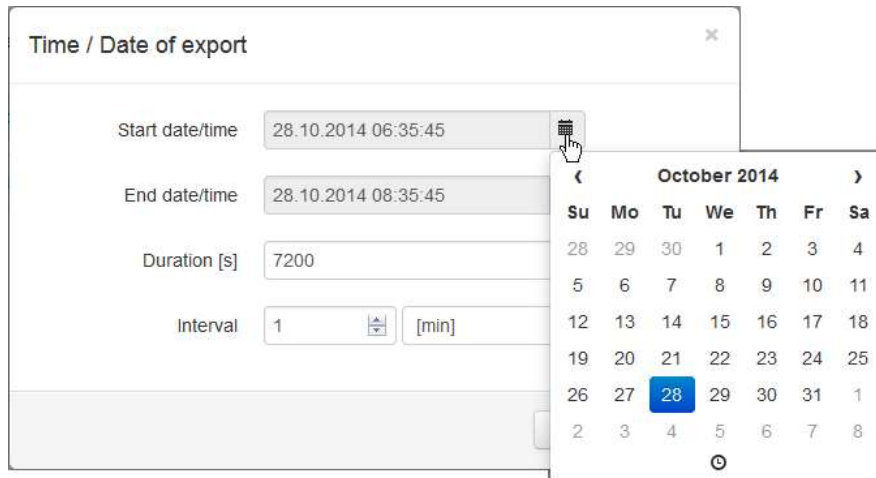 Time / Date of export ×
Start date/time 28.10.2014 06:35:45
End date/time 28.10.2014 08:35:45
Duration [s] 7200
Interval 1 [min]
‹ October 2014 ›
Su Mo Tu We Th Fr Sa
28 29 30 1 2 3 4
5 6 7 8 9 10 11
12 13 14 15 16 17 18
19 20 21 22 23 24 25
26 27 28 29 30 31 1
2 3 4 5 6 7 8